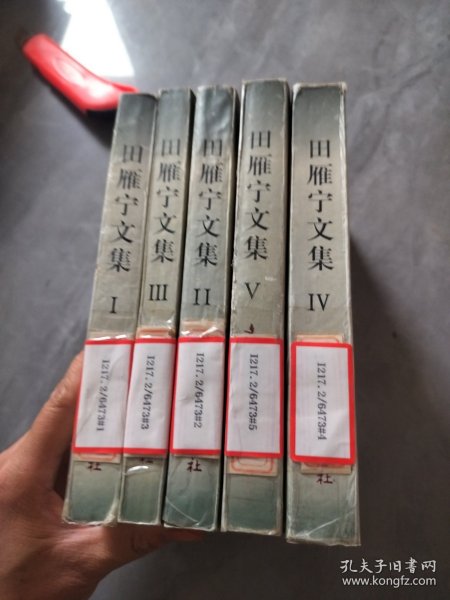 田雁宁文集 I
I217.2/6473#1
田雁宁文集 III
I217.2/6473#3
田雁宁文集 II
I217.2/6473#2
社
田雁宁文集 V
I217.2/6473#5
田雁宁文集 IV
I217.2/6473#4
社
孔夫子旧书网
www.kongfz.com